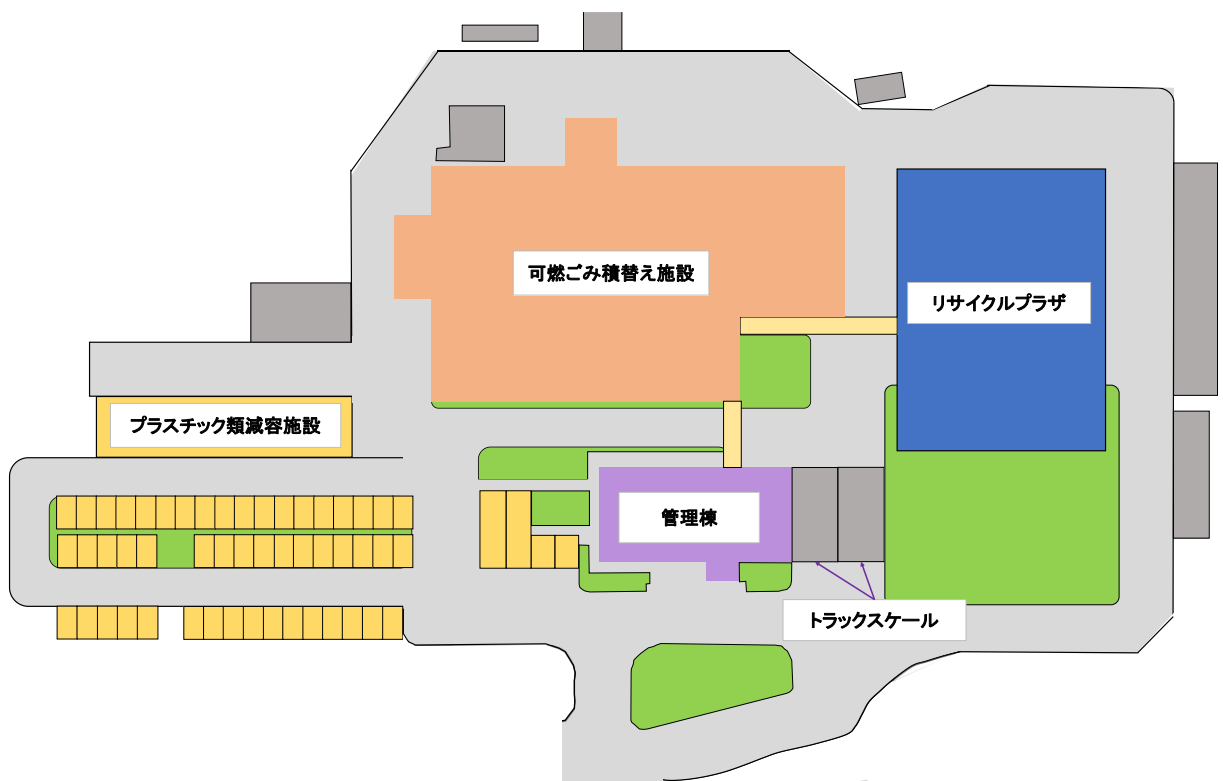 可燃ごみ積替え施設
リサイクルプラザ
プラスチック類減容施設
管理棟
トラックスケール